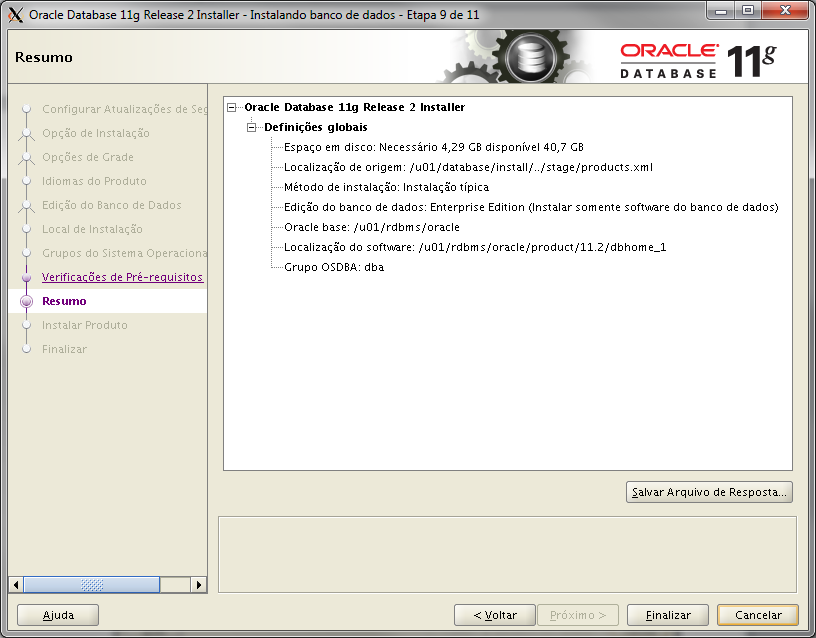 Oracle Database 11g Release 2 Installer - Instalando banco de dados - Etapa 9 de 11
Resumo
ORACLE
DATABASE
11g
Configurar Atualizações de Seg
Opção de Instalação
Opções de Grade
Idiomas do Produto
Edição do Banco de Dados
Local de Instalação
Grupos do Sistema Operaciona
Verificações de Pré-requisitos
Resumo
Instalar Produto
Finalizar
Oracle Database 11g Release 2 Installer
Definições globais
Espaço em disco: Necessário 4,29 GB disponível 40,7 GB
Localização de origem: /u01/database/install/../stage/products.xml
Método de instalação: Instalação típica
Edição do banco de dados: Enterprise Edition (Instalar somente software do banco de dados)
Oracle base: /u01/rdbms/oracle
Localização do software: /u01/rdbms/oracle/product/11.2/dbhome_1
Grupo OSDBA: dba
Salvar Arquivo de Resposta...
Ajuda
< Voltar
Próximo >
Finalizar
Cancelar